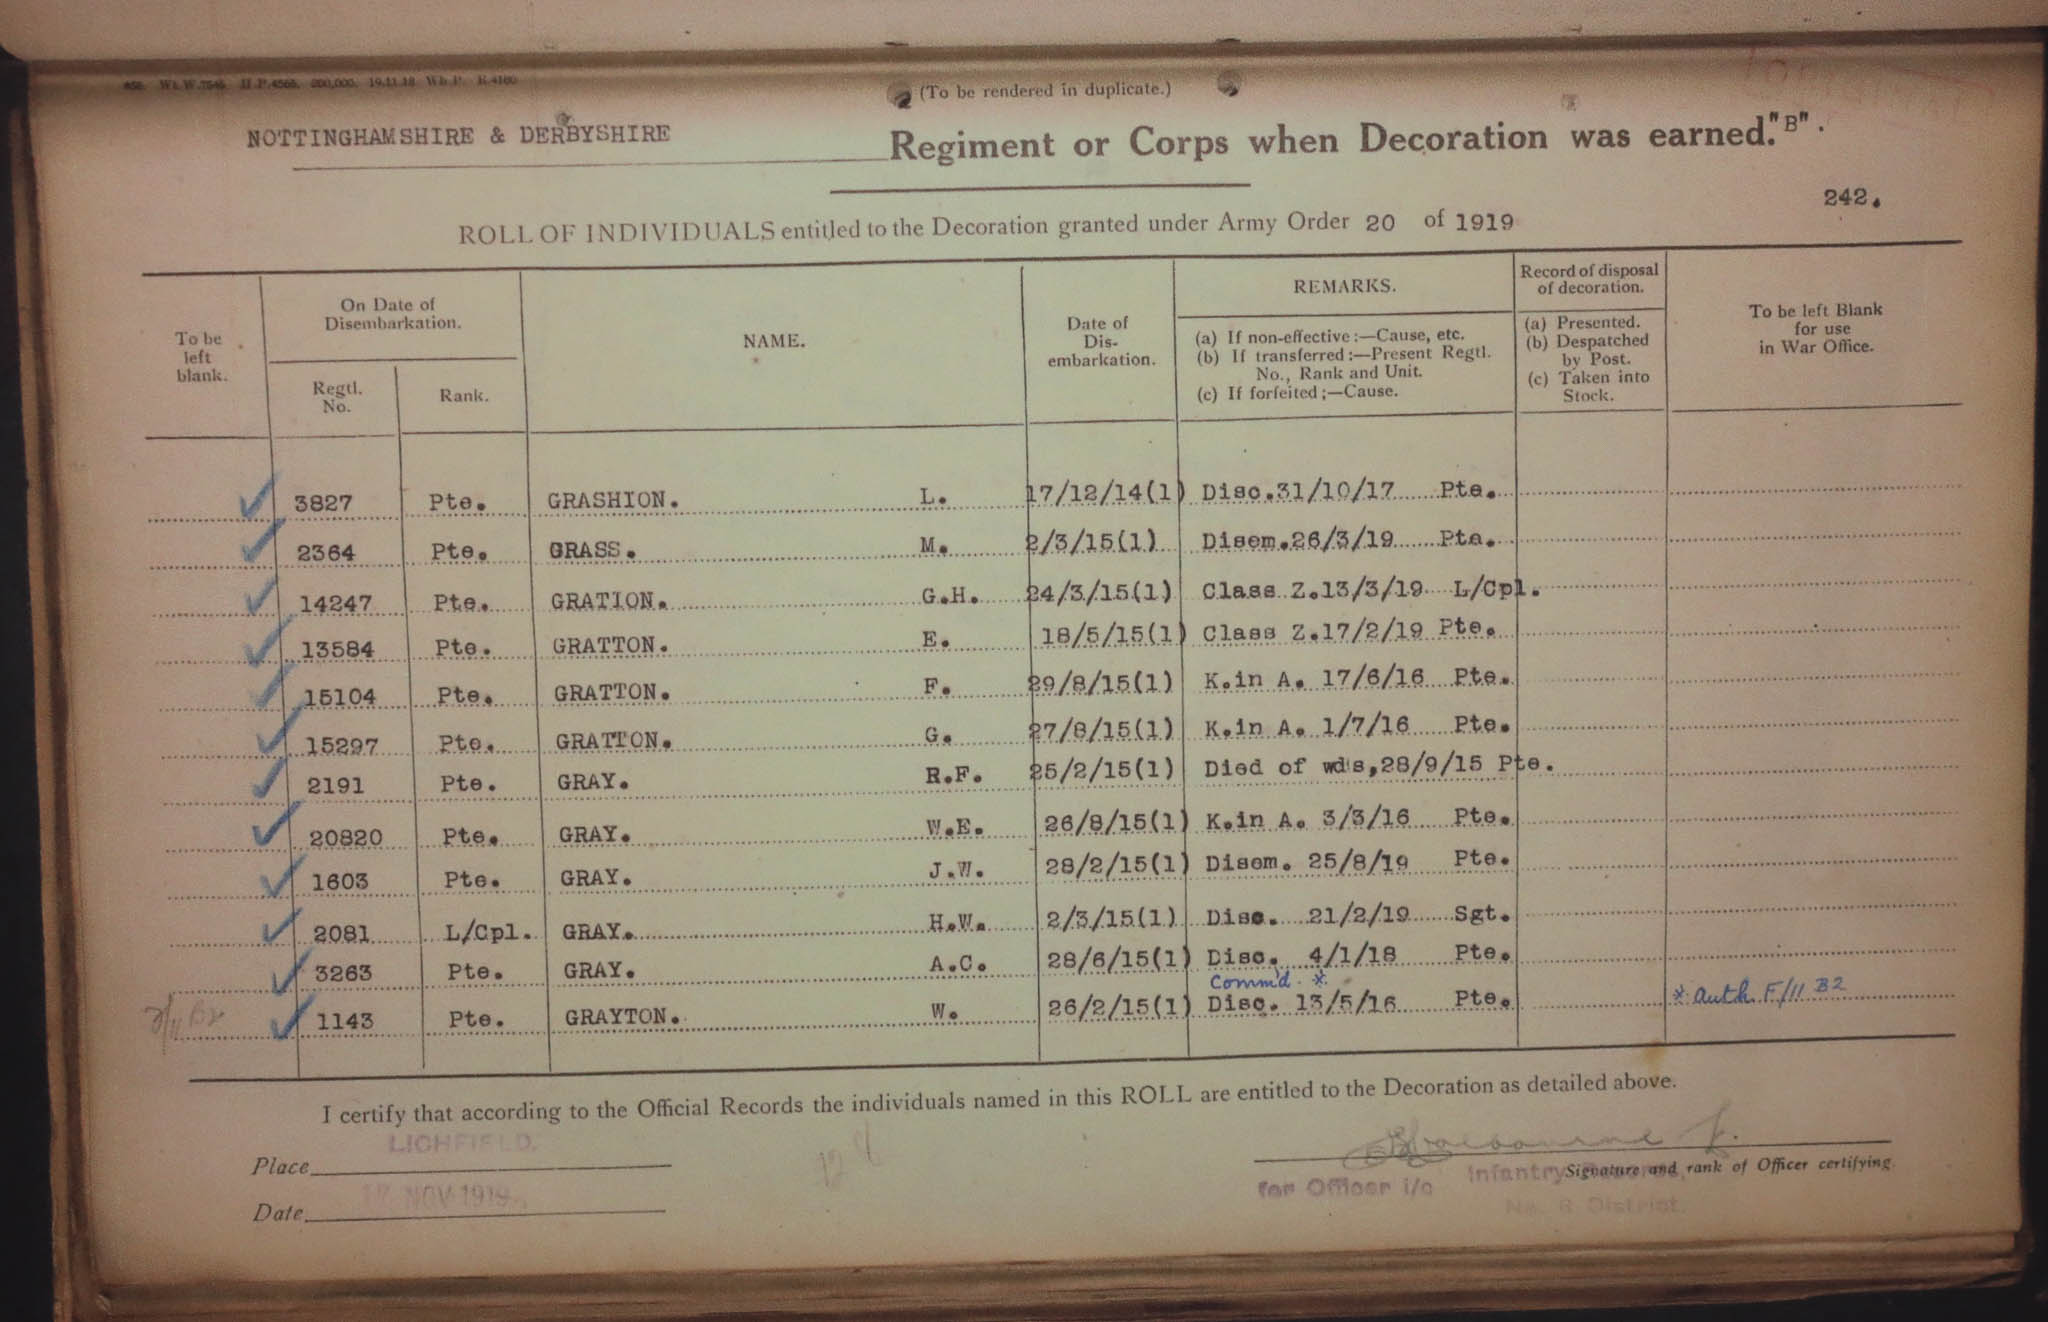 (To be rendered in duplicate.)
NOTTINGHAMSHIRE & DERBYSHIRE Regiment or Corps when Decoration was earned. "B".
242.
ROLL OF INDIVIDUALS entitled to the Decoration granted under Army Order 20 of 1919
To be left blank.
On Date of Disembarkation.
Regtl. No.
Rank.
NAME.
Date of Dis-embarkation.
REMARKS.
(a) If non-effective:—Cause, etc.
(b) If transferred:—Present Regtl. No., Rank and Unit.
(c) If forfeited;—Cause.
Record of disposal of decoration.
(a) Presented.
(b) Despatched by Post.
(c) Taken into Stock.
To be left Blank for use in War Office.
3827 Pte. GRASHION. L. 17/12/14(1) Disc.31/10/17 Pte.
2364 Pte. GRASS. M. 2/3/15(1) Disem.26/3/19 Pte.
14247 Pte. GRATION. G.H. 24/3/15(1) Class Z.13/3/19 L/Cpl.
13584 Pte. GRATTON. E. 18/5/15(1) Class Z.17/2/19 Pte.
15104 Pte. GRATTON. F. 29/8/15(1) K.in A. 17/6/16 Pte.
15297 Pte. GRATTON. G. 27/8/15(1) K.in A. 1/7/16 Pte.
2191 Pte. GRAY. R.F. 25/2/15(1) Died of wds,28/9/15 Pte.
20820 Pte. GRAY. W.E. 26/8/15(1) K.in A. 3/3/16 Pte.
1603 Pte. GRAY. J.W. 28/2/15(1) Disem. 25/8/19 Pte.
2081 L/Cpl. GRAY. H.W. 2/3/15(1) Disc. 21/2/19 Sgt.
3263 Pte. GRAY. A.C. 28/6/15(1) Disc. 4/1/18 Pte.
Comm'd *
1143 Pte. GRAYTON. W. 26/2/15(1) Disc. 13/5/16 Pte. * Auth F/11 B2
I certify that according to the Official Records the individuals named in this ROLL are entitled to the Decoration as detailed above.
LICHFIELD.
Place
Signature and rank of Officer certifying.
for Officer i/c Infantry Records,
17 NOV 1919
Date
District.